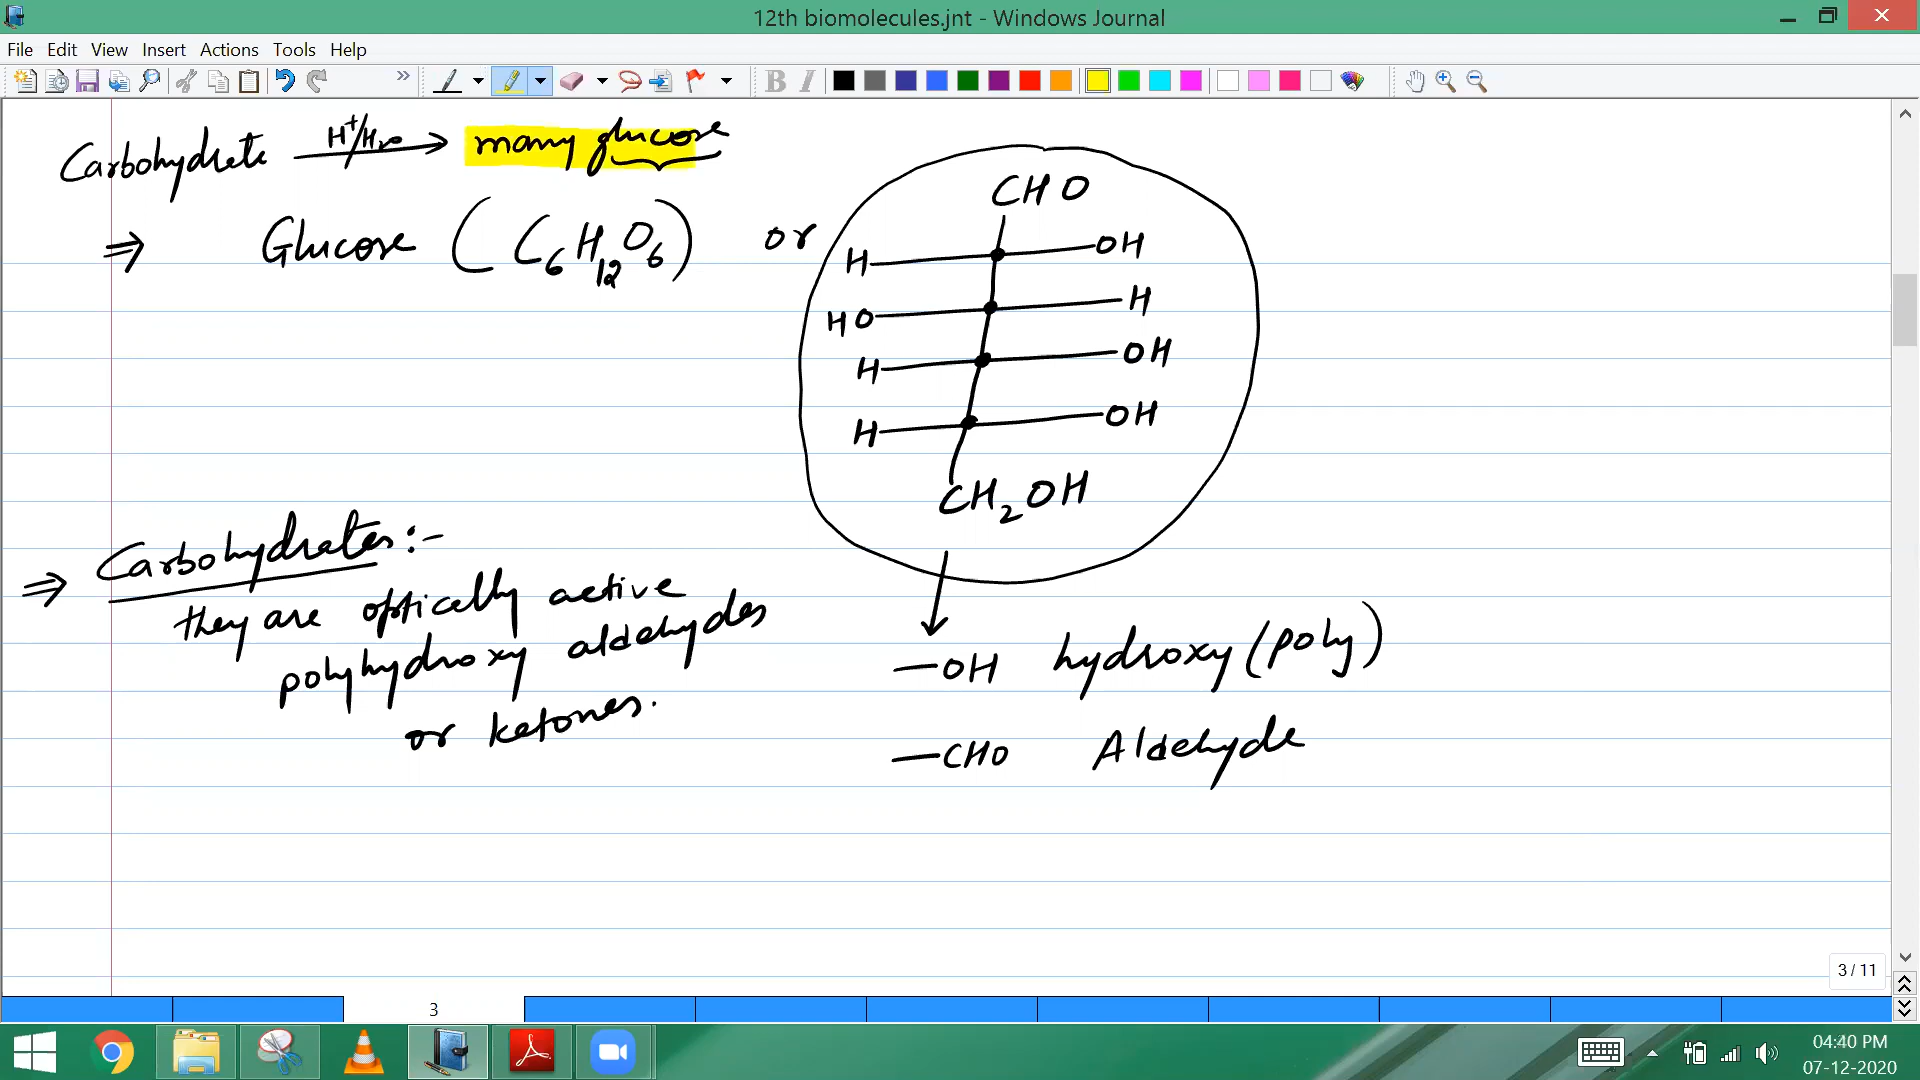 12th biomolecules.jnt - Windows Journal
File Edit View Insert Actions Tools Help
Carbohydrate H+/H2O → many glucose
⇒ Glucose (C6H12O6) or
CHO
H OH
HO H
H OH
H OH
CH2OH
⇒ Carbohydrates :-
they are optically active
polyhydroxy aldehydes
or ketones.
—OH hydroxy (poly)
—CHO Aldehyde
3 / 11
3
04:40 PM
07-12-2020